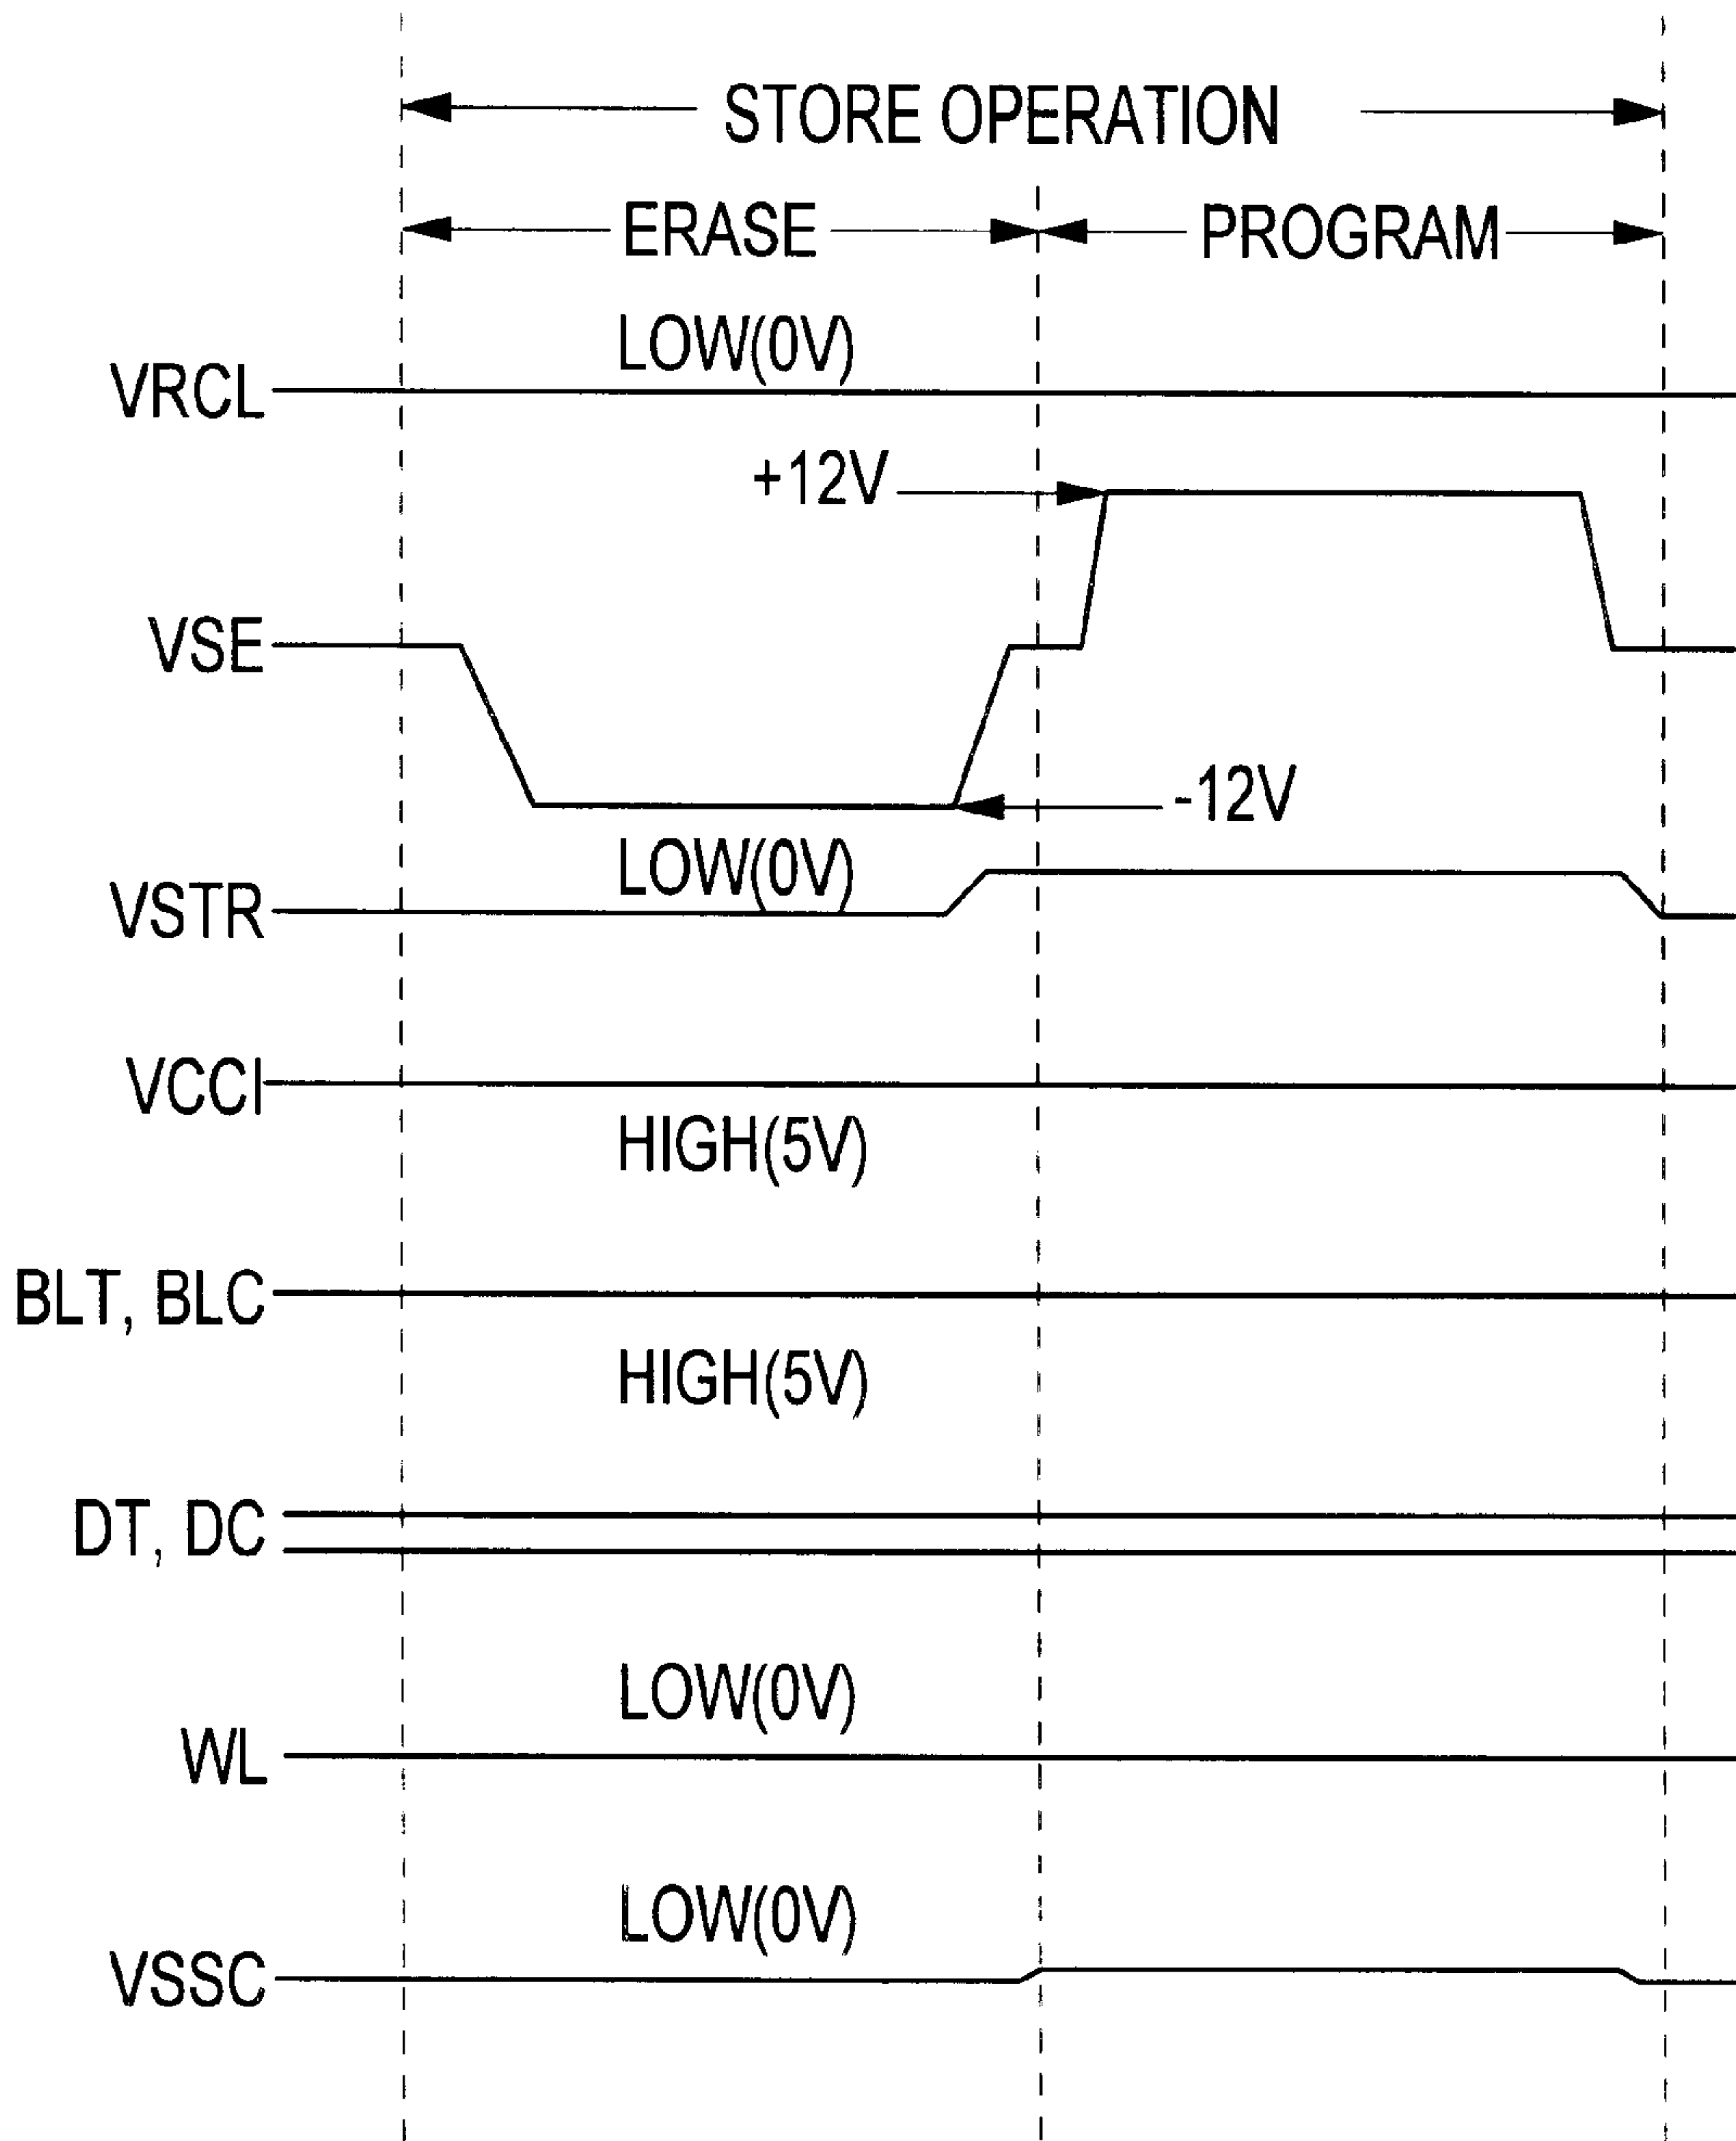 STORE OPERATION
ERASE
PROGRAM
LOW(0V)
VRCL
+12V
VSE
-12V
LOW(0V)
VSTR
VCCI
HIGH(5V)
BLT, BLC
HIGH(5V)
DT, DC
LOW(0V)
WL
LOW(0V)
VSSC